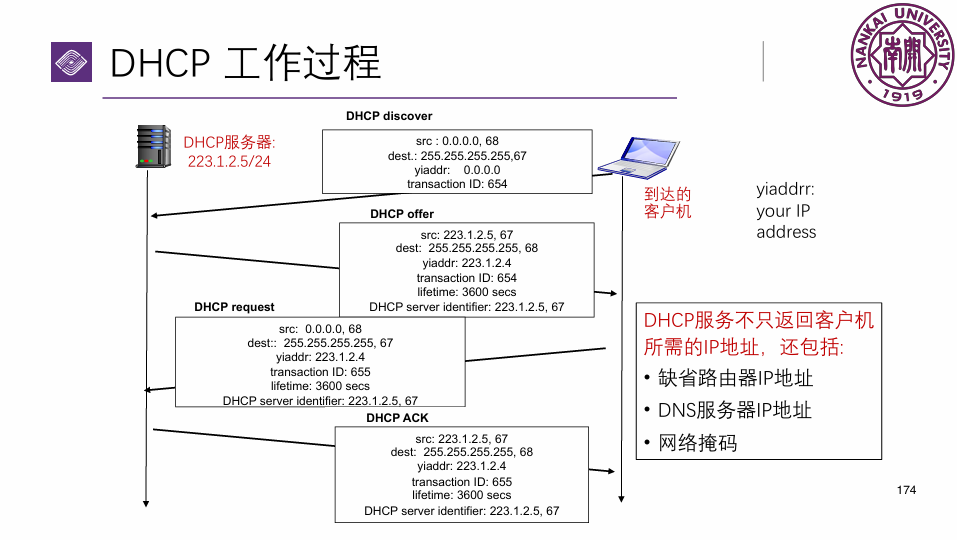 DHCP 工作过程
NANKAI UNIVERSITY
南開
1919
DHCP discover
DHCP服务器:
223.1.2.5/24
src : 0.0.0.0, 68
dest.: 255.255.255.255,67
yiaddr: 0.0.0.0
transaction ID: 654
到达的
客户机
yiaddrr:
your IP
address
DHCP offer
src: 223.1.2.5, 67
dest: 255.255.255.255, 68
yiaddr: 223.1.2.4
transaction ID: 654
lifetime: 3600 secs
DHCP server identifier: 223.1.2.5, 67
DHCP request
src: 0.0.0.0, 68
dest:: 255.255.255.255, 67
yiaddr: 223.1.2.4
transaction ID: 655
lifetime: 3600 secs
DHCP server identifier: 223.1.2.5, 67
DHCP ACK
src: 223.1.2.5, 67
dest: 255.255.255.255, 68
yiaddr: 223.1.2.4
transaction ID: 655
lifetime: 3600 secs
DHCP server identifier: 223.1.2.5, 67
DHCP服务不只返回客户机
所需的IP地址，还包括:
• 缺省路由器IP地址
• DNS服务器IP地址
• 网络掩码
174